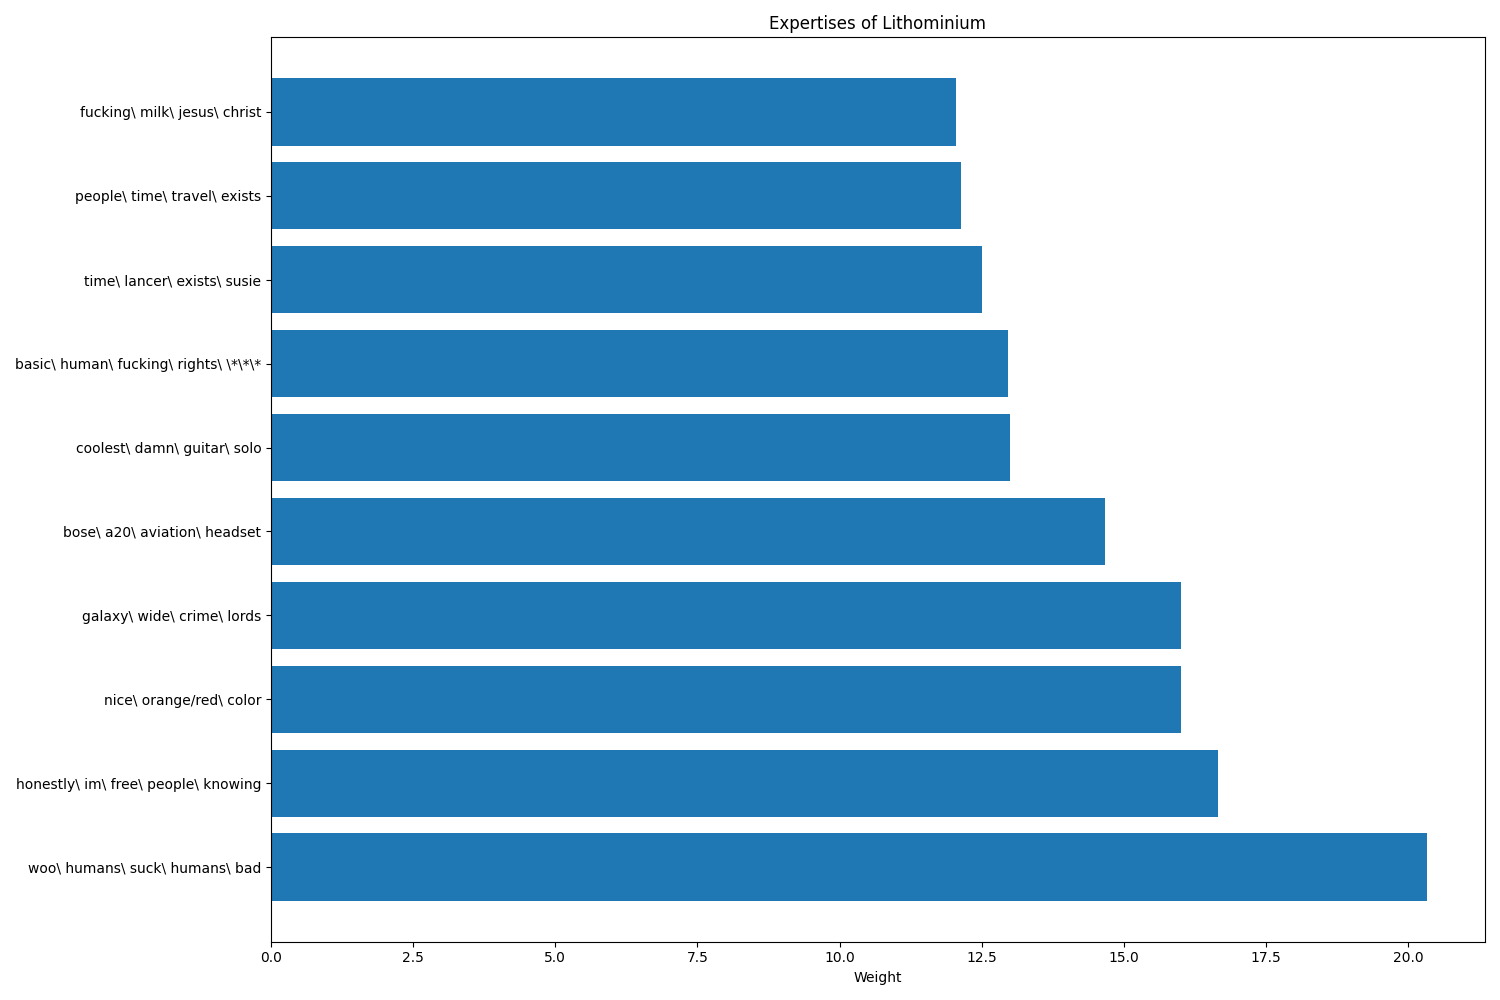 Expertises of Lithominium
fucking\ milk\ jesus\ christ
people\ time\ travel\ exists
time\ lancer\ exists\ susie
basic\ human\ fucking\ rights\ \*\*\*
coolest\ damn\ guitar\ solo
bose\ a20\ aviation\ headset
galaxy\ wide\ crime\ lords
nice\ orange/red\ color
honestly\ im\ free\ people\ knowing
woo\ humans\ suck\ humans\ bad
0.0 2.5 5.0 7.5 10.0 12.5 15.0 17.5 20.0
Weight